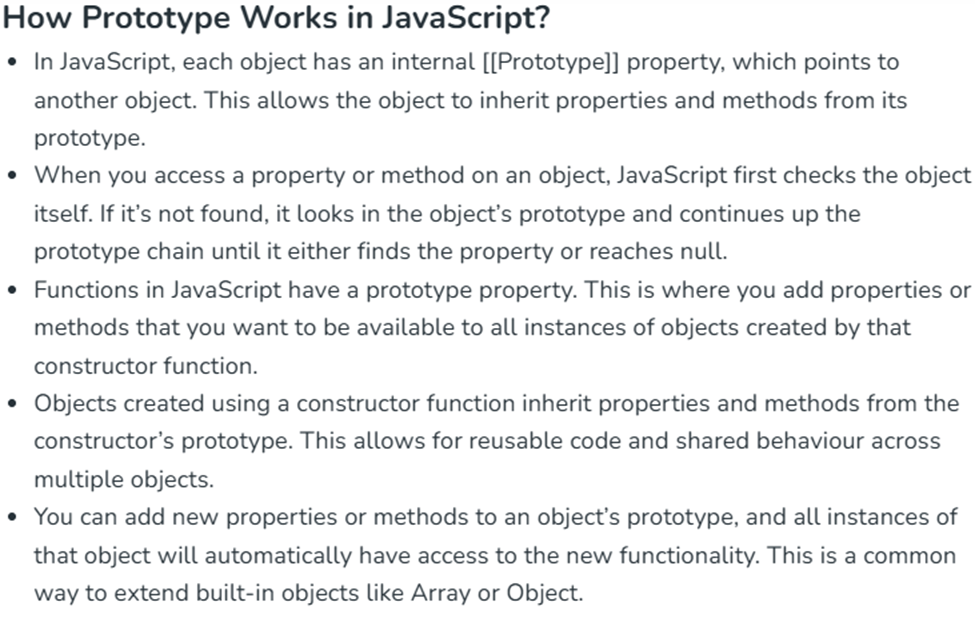 How Prototype Works in JavaScript?
• In JavaScript, each object has an internal [[Prototype]] property, which points to
another object. This allows the object to inherit properties and methods from its
prototype.
• When you access a property or method on an object, JavaScript first checks the object
itself. If it’s not found, it looks in the object’s prototype and continues up the
prototype chain until it either finds the property or reaches null.
• Functions in JavaScript have a prototype property. This is where you add properties or
methods that you want to be available to all instances of objects created by that
constructor function.
• Objects created using a constructor function inherit properties and methods from the
constructor’s prototype. This allows for reusable code and shared behaviour across
multiple objects.
• You can add new properties or methods to an object’s prototype, and all instances of
that object will automatically have access to the new functionality. This is a common
way to extend built-in objects like Array or Object.